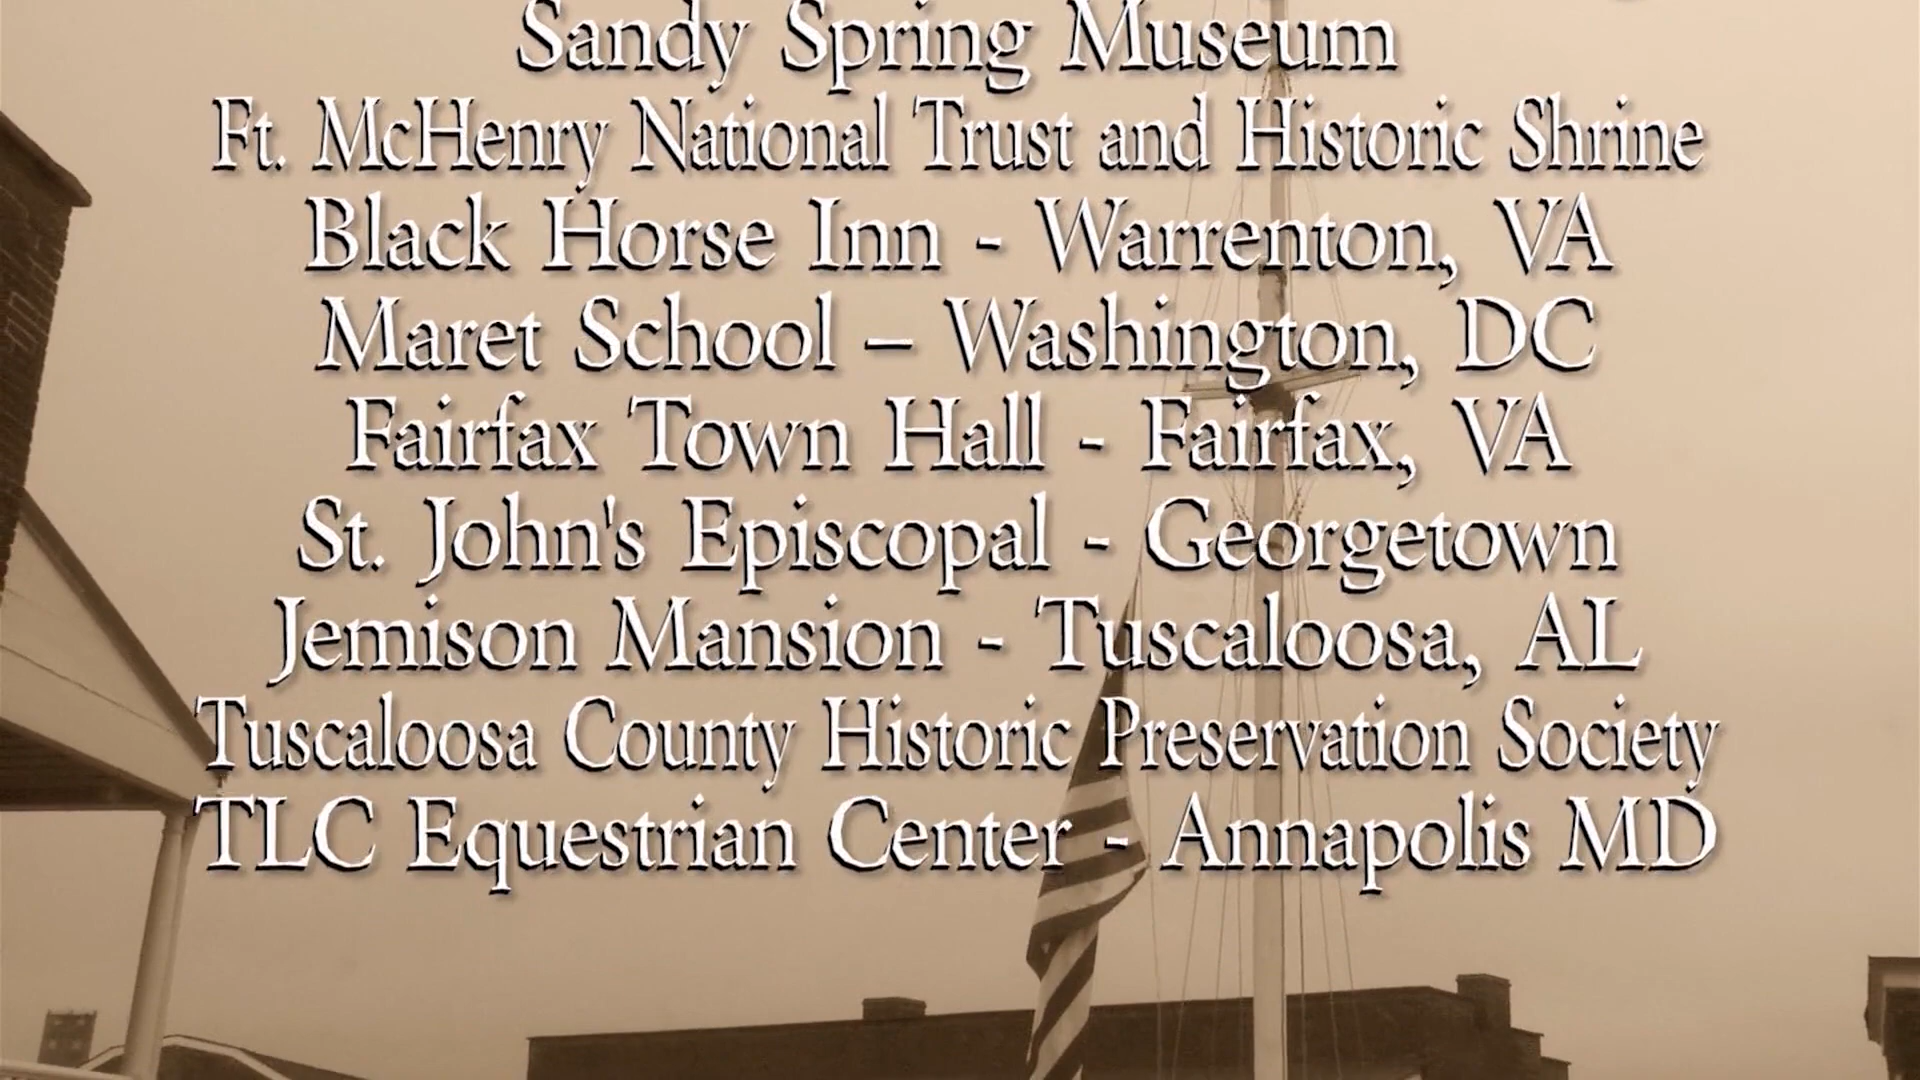 Sandy Spring Museum
Ft. McHenry National Trust and Historic Shrine
Black Horse Inn - Warrenton, VA
Maret School – Washington, DC
Fairfax Town Hall - Fairfax, VA
St. John's Episcopal - Georgetown
Jemison Mansion - Tuscaloosa, AL
Tuscaloosa County Historic Preservation Society
TLC Equestrian Center - Annapolis MD